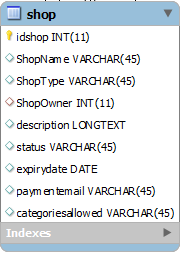 shop
idshop INT(11)
ShopName VARCHAR(45)
ShopType VARCHAR(45)
ShopOwner INT(11)
description LONGTEXT
status VARCHAR(45)
expirydate DATE
paymentemail VARCHAR(45)
categoriesallowed VARCHAR(45)
Indexes